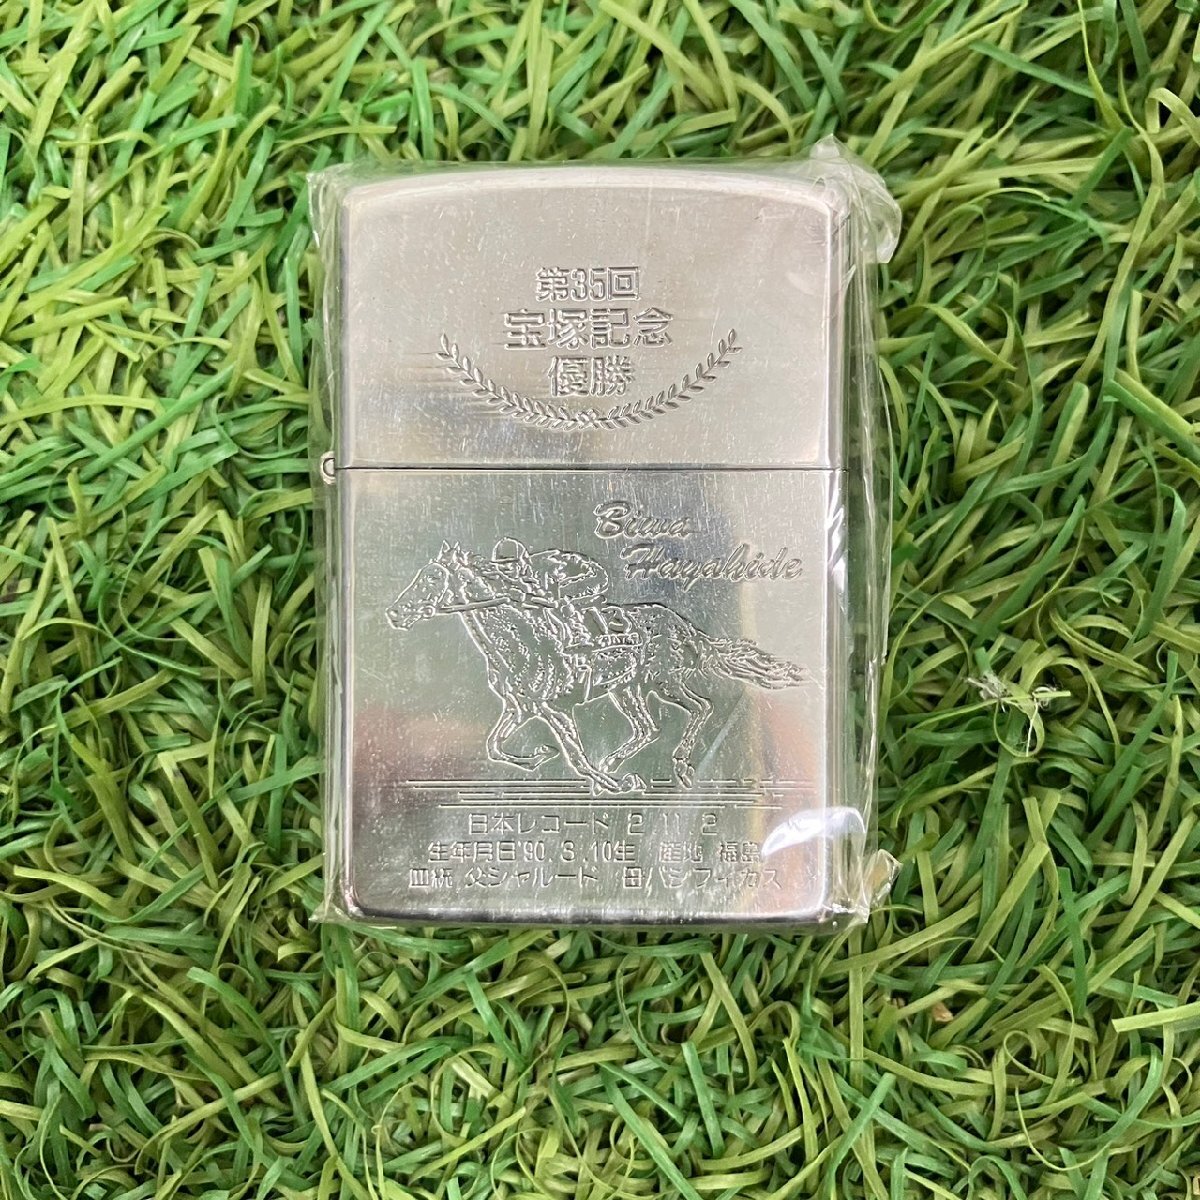 第35回
宝塚記念
優勝
Biwa
Hayahide
13
日本レコード 2 11 2
生年月日'90.3.10生 産地 福島
血統 父シャルード 母パシフィカス